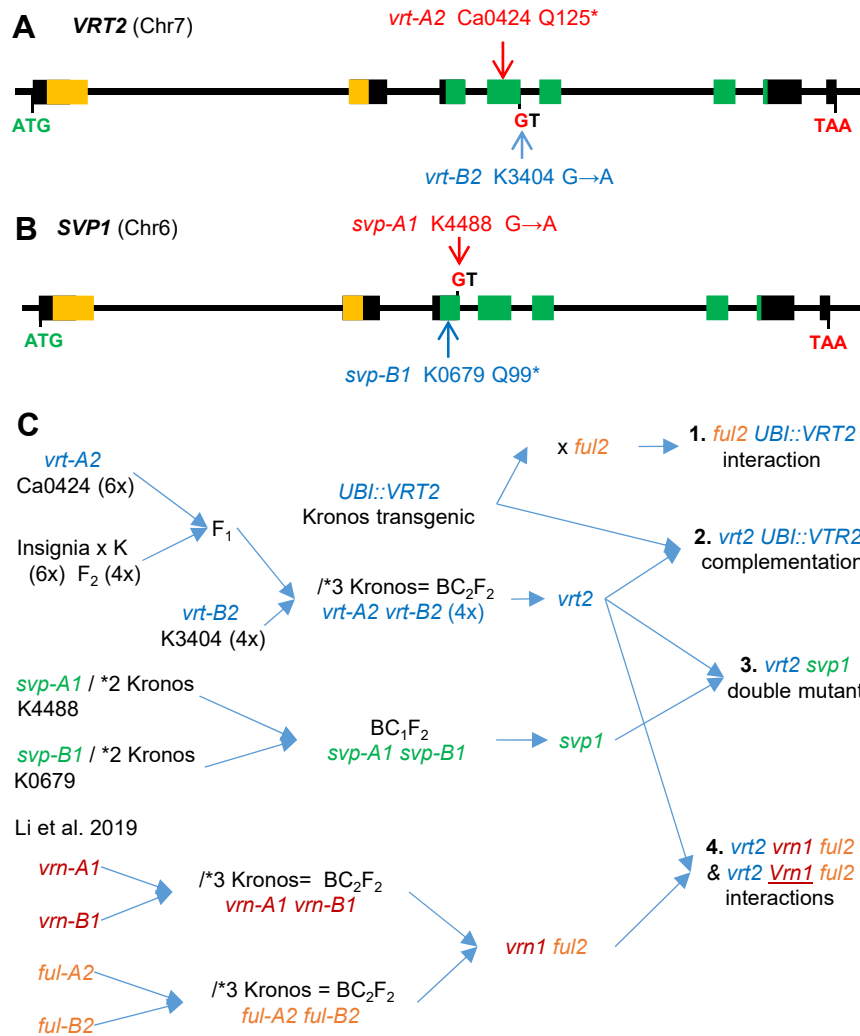 A VRT2 (Chr7)
vrt-A2 Ca0424 Q125*
ATG
GT
TAA
vrt-B2 K3404 G→A
B SVP1 (Chr6)
svp-A1 K4488 G→A
GT
ATG
TAA
svp-B1 K0679 Q99*
C
vrt-A2
Ca0424 (6x)
Insignia x K
(6x) F2 (4x)
F1
vrt-B2
K3404 (4x)
UBI::VRT2
Kronos transgenic
x ful2
1. ful2 UBI::VRT2
interaction
/*3 Kronos= BC2F2
vrt-A2 vrt-B2 (4x)
vrt2
2. vrt2 UBI::VTR2
complementation
svp-A1 / *2 Kronos
K4488
svp-B1 / *2 Kronos
K0679
BC1F2
svp-A1 svp-B1
svp1
3. vrt2 svp1
double mutant
Li et al. 2019
vrn-A1
vrn-B1
/*3 Kronos= BC2F2
vrn-A1 vrn-B1
ful-A2
ful-B2
/*3 Kronos = BC2F2
ful-A2 ful-B2
vrn1 ful2
4. vrt2 vrn1 ful2
& vrt2 Vrn1 ful2
interactions